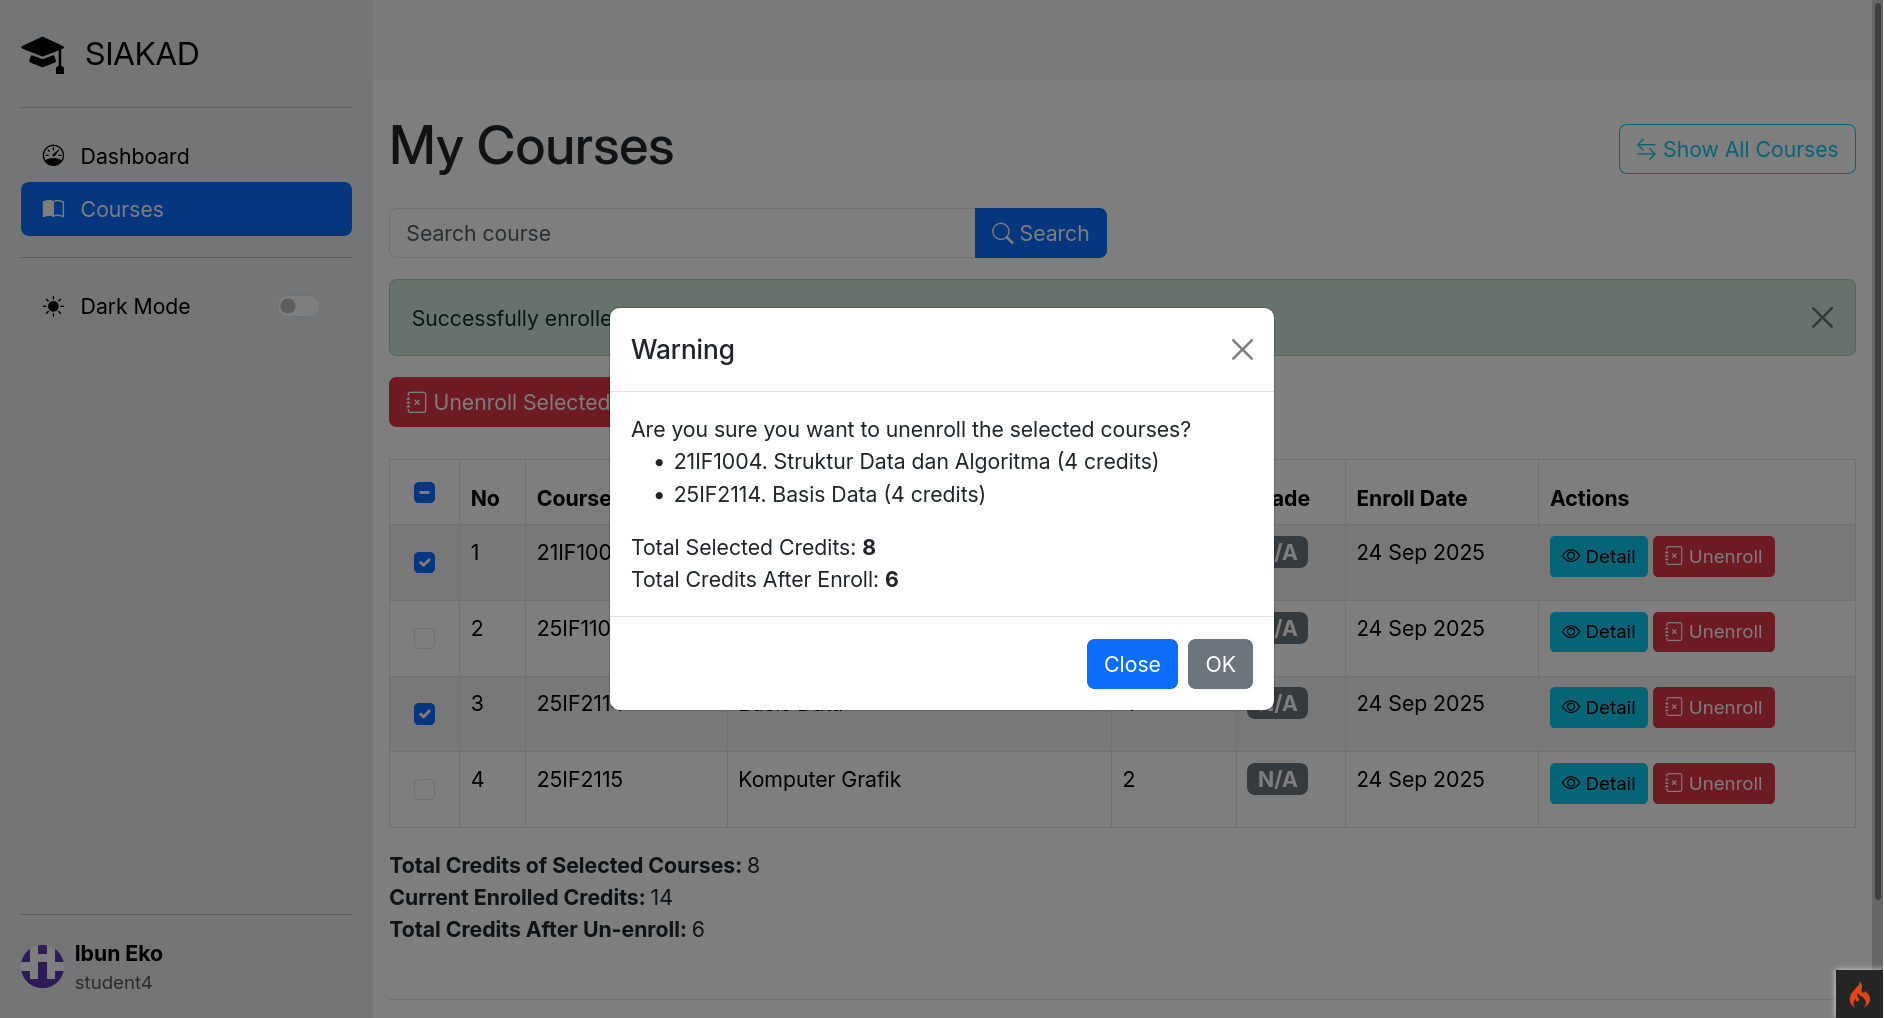 SIAKAD
Dashboard
Courses
Dark Mode
Ibun Eko
student4
My Courses
Show All Courses
Search course
Search
Successfully
Unenroll Selected
Warning
Are you sure you want to unenroll the selected courses?
• 21IF1004. Struktur Data dan Algoritma (4 credits)
• 25IF2114. Basis Data (4 credits)
Total Selected Credits: 8
Total Credits After Enroll: 6
Close OK
No Course Enroll Date Actions
1 24 Sep 2025 Detail Unenroll
2 24 Sep 2025 Detail Unenroll
3 24 Sep 2025 Detail Unenroll
4 25IF2115 Komputer Grafik 2 N/A 24 Sep 2025 Detail Unenroll
Total Credits of Selected Courses: 8
Current Enrolled Credits: 14
Total Credits After Un-enroll: 6